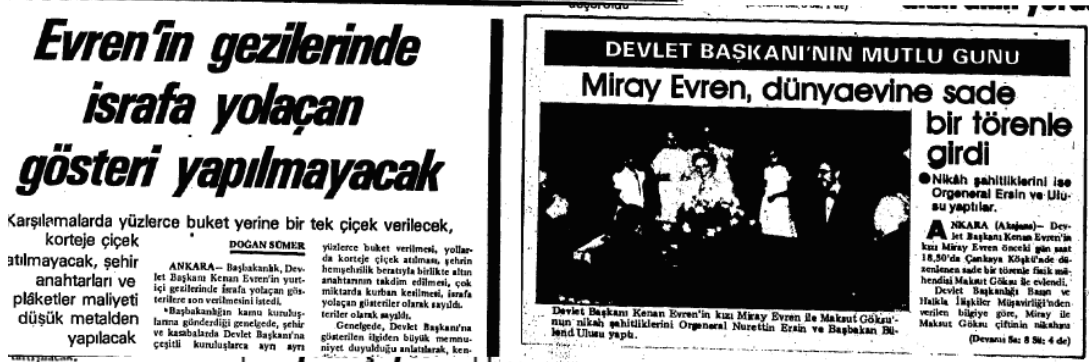 Evren'in gezilerinde
israfa yolaçan
gösteri yapılmayacak
Karşılamalarda yüzlerce buket yerine bir tek çiçek verilecek,
korteje çiçek
atılmayacak, şehir
anahtarları ve
plâketler maliyeti
düşük metalden
yapılacak
DOĞAN SÜMER
ANKARA— Başbakanlık, Dev-
let Başkanı Kenan Evren'in yurt-
içi gezilerinde israfa yolaçan gös-
terilere son verilmesini istedi.
Başbakanlığın kamu kuruluş-
larına gönderdiği genelgede, şehir
ve kasabalarda Devlet Başkanı'na
çeşitli kuruluşlarca ayrı ayrı
yüzlerce buket verilmesi, yollar-
da korteje çiçek atılması, şehrin
hemşehrilik beratıyla birlikte altın
anahtarının takdim edilmesi, çok
miktarda kurban kesilmesi, israfa
yolaçan gösteriler olarak sayıldı.
teriler olarak sayıldı.
Genelgede, Devlet Başkanı'na
gösterilen ilgiden büyük memnu-
niyet duyulduğu anlatılarak, ken-
DEVLET BAŞKANI'NIN MUTLU GUNU
Miray Evren, dünyaevine sade
bir törenle
girdi
●Nikâh şahitliklerini ise
Orgeneral Ersin ve Ulu-
su yaptılar.
ANKARA (Akajans)— Dev-
let Başkanı Kenan Evren'in
kızı Miray Evren önceki gün saat
18,30'da Çankaya Köşkü'nde dü-
zenlenen sade bir törenle fizik mü-
hendisi Maksut Göksu ile evlendi.
Devlet Başkanlığı Basın ve
Halkla İlişkiler Müşavirliği'nden
verilen bilgiye göre, Miray ile
Maksut Göksu çiftinin nikâhını
(Devamı Sa: 8 Sü: 4 de)
Devlet Başkanı Kenan Evren'in kızı Miray Evren ile Maksut Göksu'-
nun nikah şahitliklerini Orgeneral Nurettin Ersin ve Başbakan Bü-
lend Ulusu yaptı.